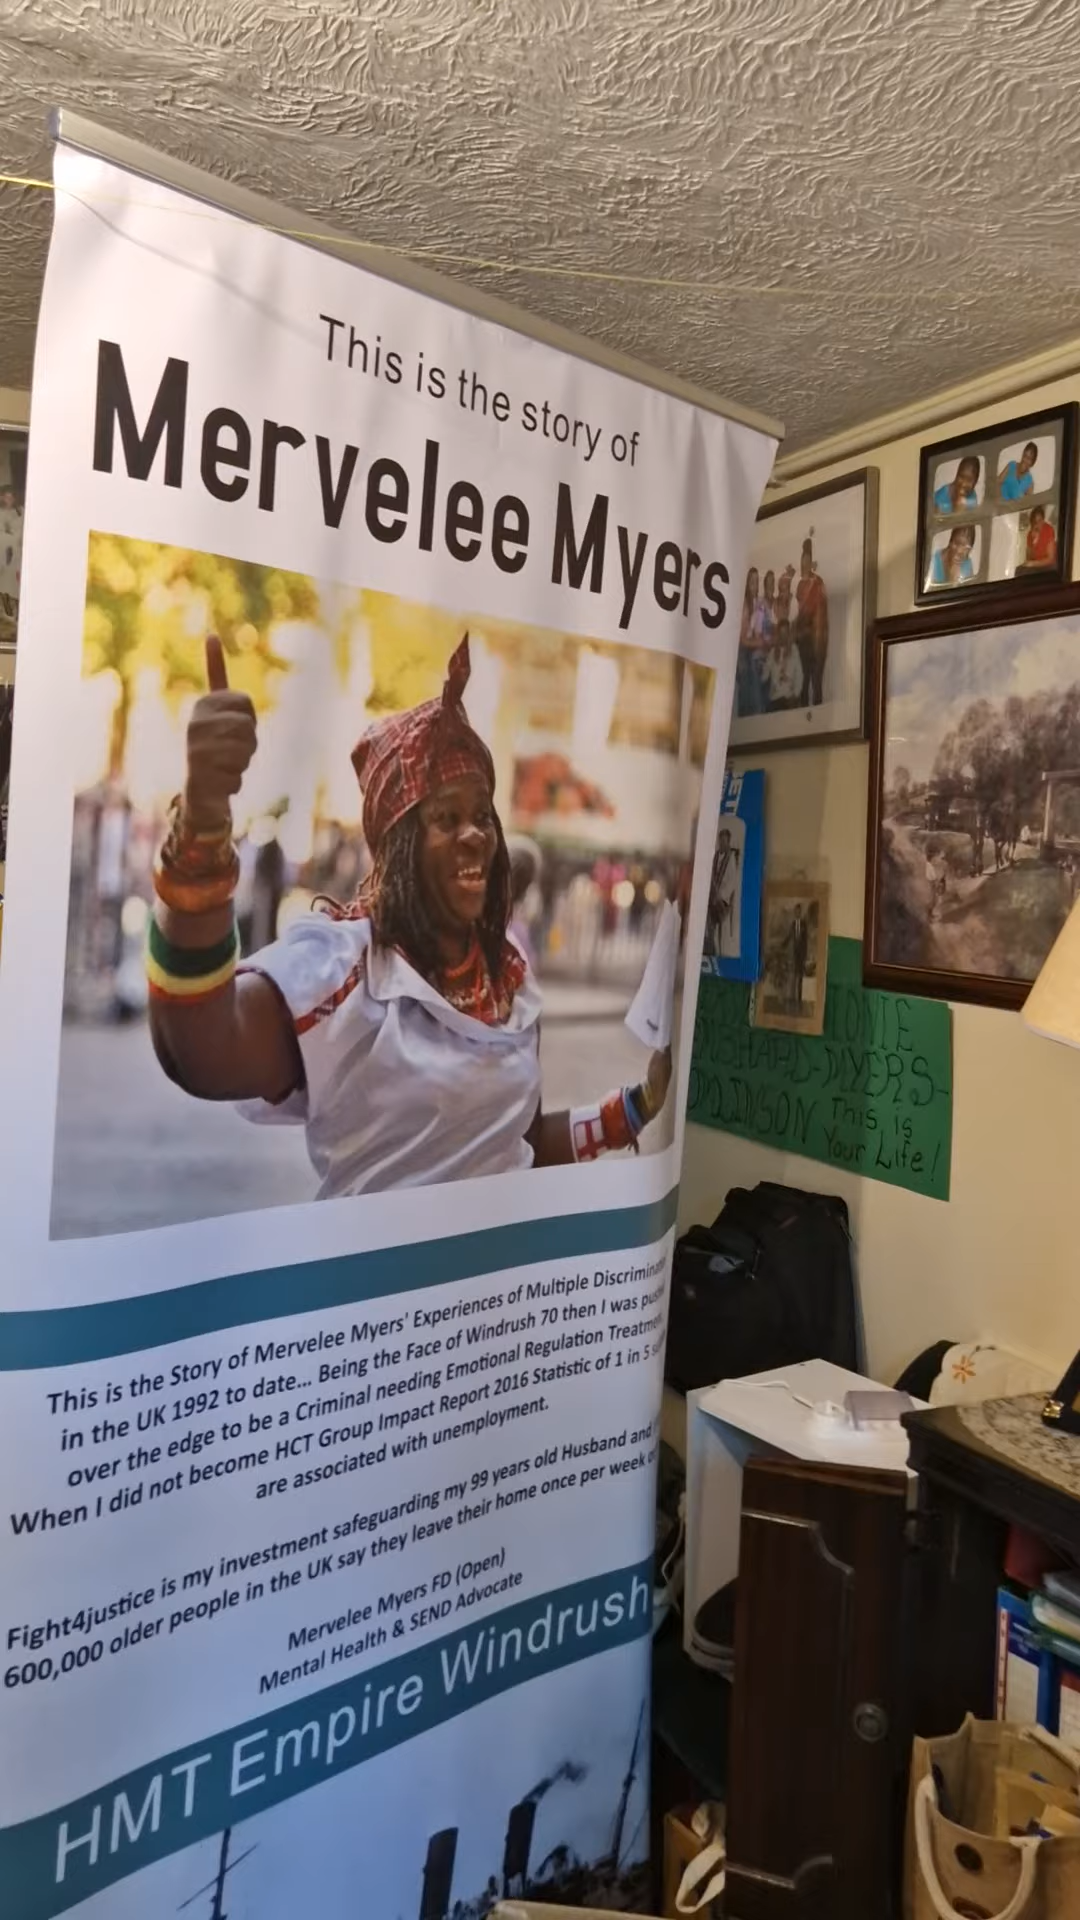 This is the story of
Mervelee Myers
This is the Story of Mervelee Myers' Experiences of Multiple
in the UK 1992 to date... Being the Face of Windrush 70 then I was
over the edge to be a Criminal needing Emotional Regulation
When I did not become HCT Group Impact Report 2016 Statistic of 1 in 5
are associated with unemployment.
Fight4justice is my investment safeguarding my 99 years old Husband and
600,000 older people in the UK say they leave their home once per week
Mervelee Myers FD (Open)
Mental Health & SEND Advocate
HMT Empire Windrush
This is
Your Life!